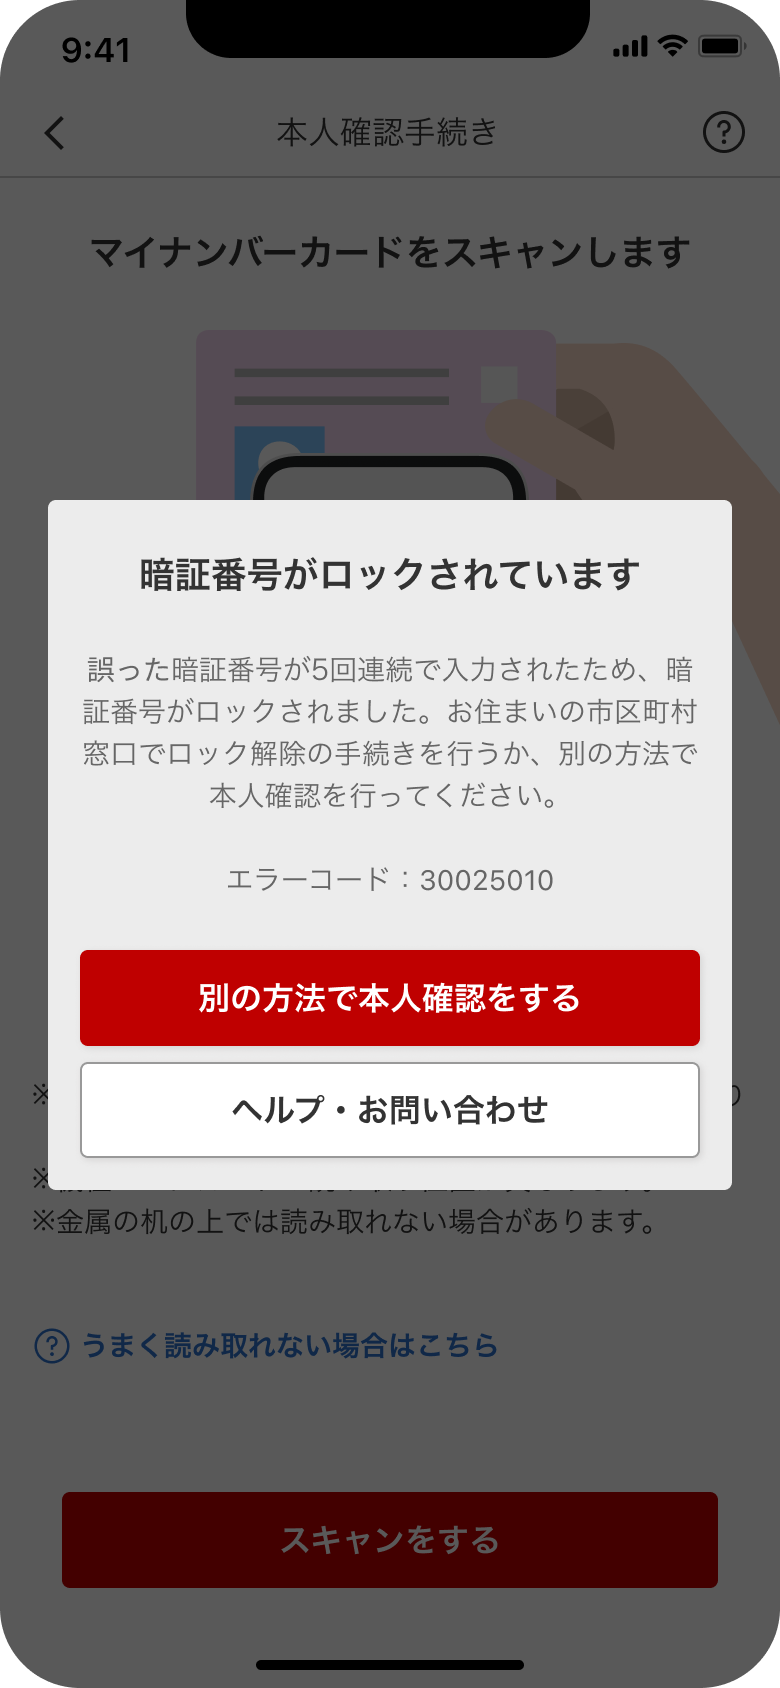 9:41
本人確認手続き
マイナンバーカードをスキャンします
暗証番号がロックされています
誤った暗証番号が5回連続で入力されたため、暗
証番号がロックされました。お住まいの市区町村
窓口でロック解除の手続きを行うか、別の方法で
本人確認を行ってください。
エラーコード：30025010
別の方法で本人確認をする
ヘルプ・お問い合わせ
※
※
※金属の机の上では読み取れない場合があります。
? うまく読み取れない場合はこちら
スキャンをする